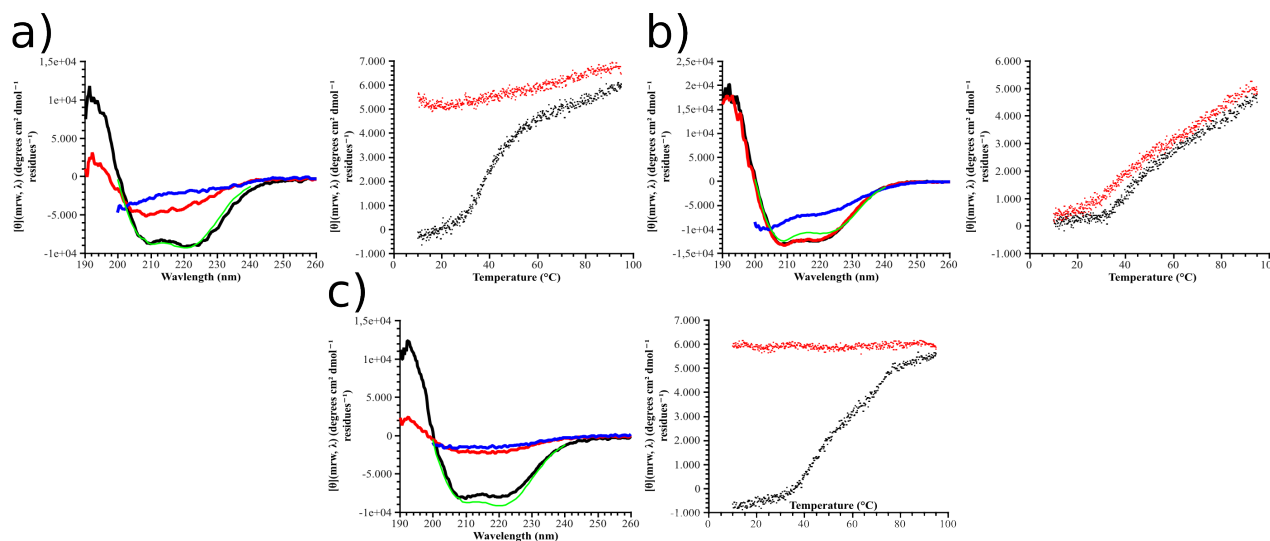 a)
[θ](mrw, λ) (degrees cm² dmol⁻¹
residues⁻¹)
1,5e+04
1e+04
5.000
0
-5.000
-1e+04
190 200 210 220 230 240 250 260
Wavelength (nm)
[θ](mrw, λ) (degrees cm² dmol⁻¹
residues⁻¹)
7.000
6.000
5.000
4.000
3.000
2.000
1.000
0
-1.000
0 20 40 60 80 100
Temperature (°C)
b)
[θ](mrw, λ) (degrees cm² dmol⁻¹
residues⁻¹)
2,5e+04
2e+04
1,5e+04
1e+04
5.000
0
-5.000
-1e+04
-1,5e+04
190 200 210 220 230 240 250 260
Wavelength (nm)
[θ](mrw, λ) (degrees cm² dmol⁻¹
residues⁻¹)
6.000
5.000
4.000
3.000
2.000
1.000
0
-1.000
0 20 40 60 80 100
Temperature (°C)
c)
[θ](mrw, λ) (degrees cm² dmol⁻¹
residues⁻¹)
1,5e+04
1e+04
5.000
0
-5.000
-1e+04
190 200 210 220 230 240 250 260
Wavelength (nm)
[θ](mrw, λ) (degrees cm² dmol⁻¹
residues⁻¹)
7.000
6.000
5.000
4.000
3.000
2.000
1.000
0
-1.000
0 20 40 60 80 100
Temperature (°C)